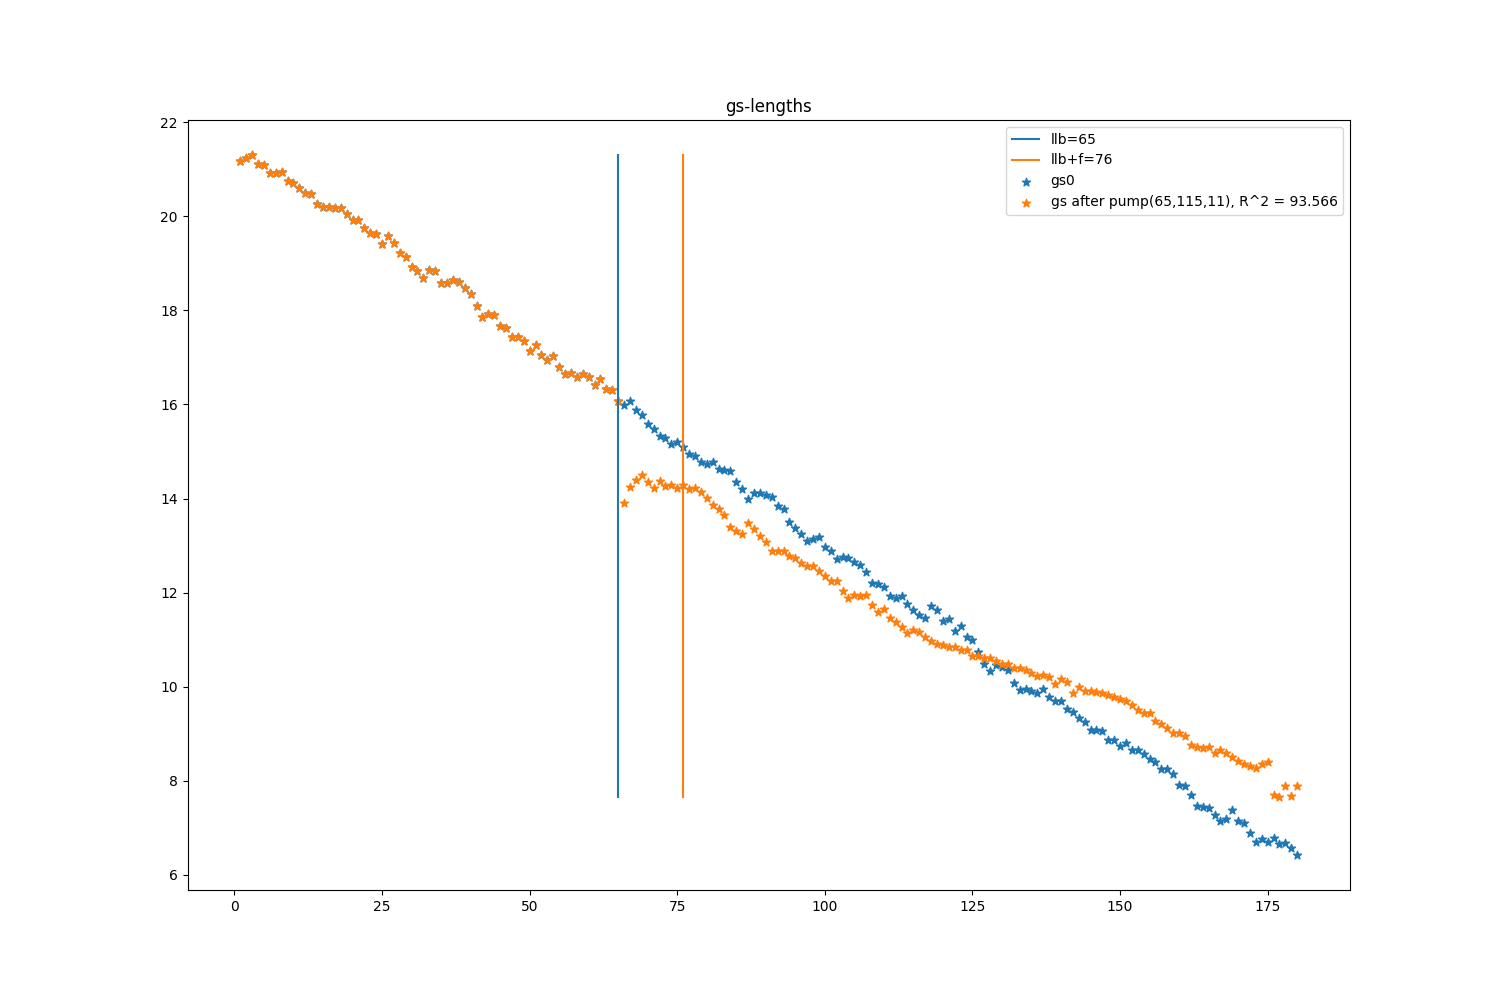 gs-lengths
llb=65
llb+f=76
gs0
gs after pump(65,115,11), R^2 = 93.566
22
20
18
16
14
12
10
8
6
0 25 50 75 100 125 150 175